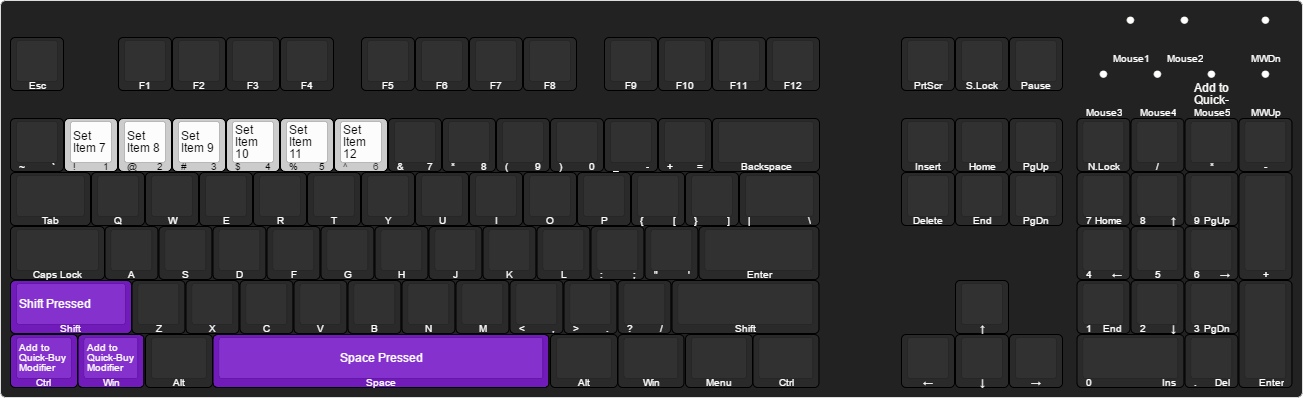 Mouse1 Mouse2 MWDn
Esc F1 F2 F3 F4 F5 F6 F7 F8 F9 F10 F11 F12 PrtScr S.Lock Pause
Add to
Quick-
Mouse3 Mouse4 Mouse5 MWUp
Set
Item 7
Set
Item 8
Set
Item 9
Set
Item
10
Set
Item
11
Set
Item
12
~ ` ! 1 @ 2 # 3 $ 4 % 5 ^ 6 & 7 * 8 ( 9 ) 0 _ - + = Backspace Insert Home PgUp N.Lock / * -
Tab Q W E R T Y U I O P { [ } ] | \ Delete End PgDn 7 Home 8 ↑ 9 PgUp
Caps Lock A S D F G H J K L : ; " ' Enter 4 ← 5 6 → +
Shift Pressed
Shift Z X C V B N M < , > . ? / Shift ↑ 1 End 2 ↓ 3 PgDn
Add to
Quick-Buy
Modifier
Add to
Quick-Buy
Modifier
Space Pressed
Ctrl Win Alt Space Alt Win Menu Ctrl ← ↓ → 0 Ins . Del Enter